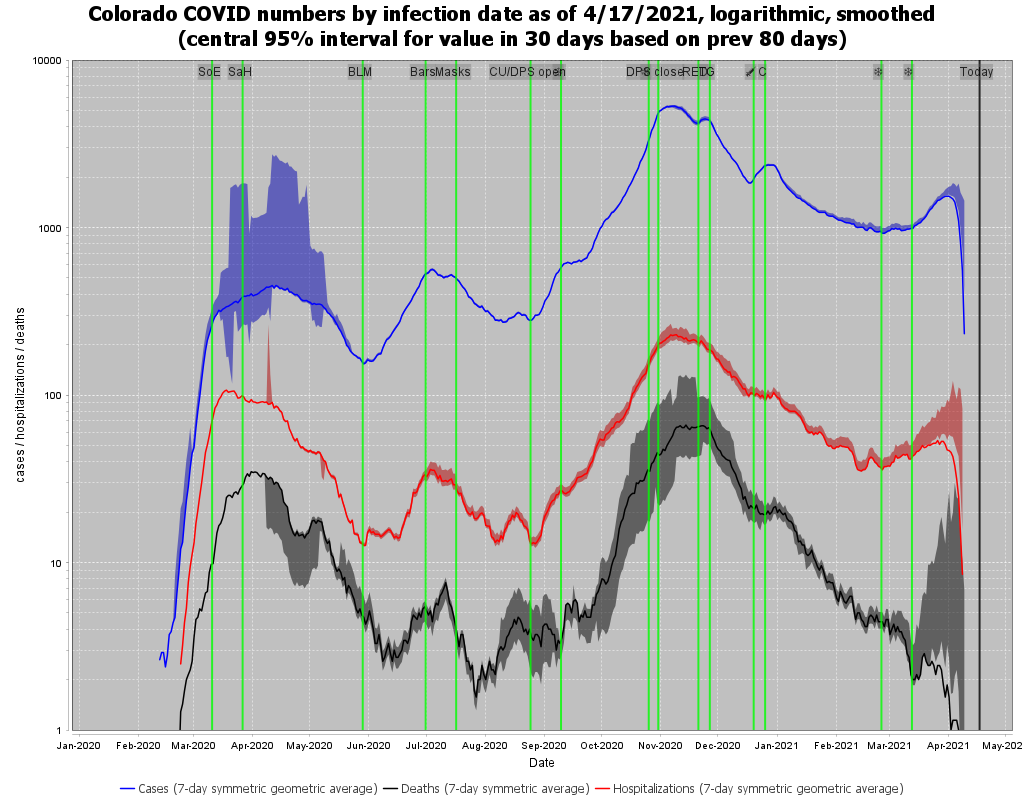 Colorado COVID numbers by infection date as of 4/17/2021, logarithmic, smoothed
(central 95% interval for value in 30 days based on prev 80 days)
10000
SoE SaH BLM Bars Masks CU/DPS open DPS close RED C Today
1000
100
10
1
cases / hospitalizations / deaths
Jan-2020 Feb-2020 Mar-2020 Apr-2020 May-2020 Jun-2020 Jul-2020 Aug-2020 Sep-2020 Oct-2020 Nov-2020 Dec-2020 Jan-2021 Feb-2021 Mar-2021 Apr-2021 May-202
Date
Cases (7-day symmetric geometric average) Deaths (7-day symmetric average) Hospitalizations (7-day symmetric geometric average)